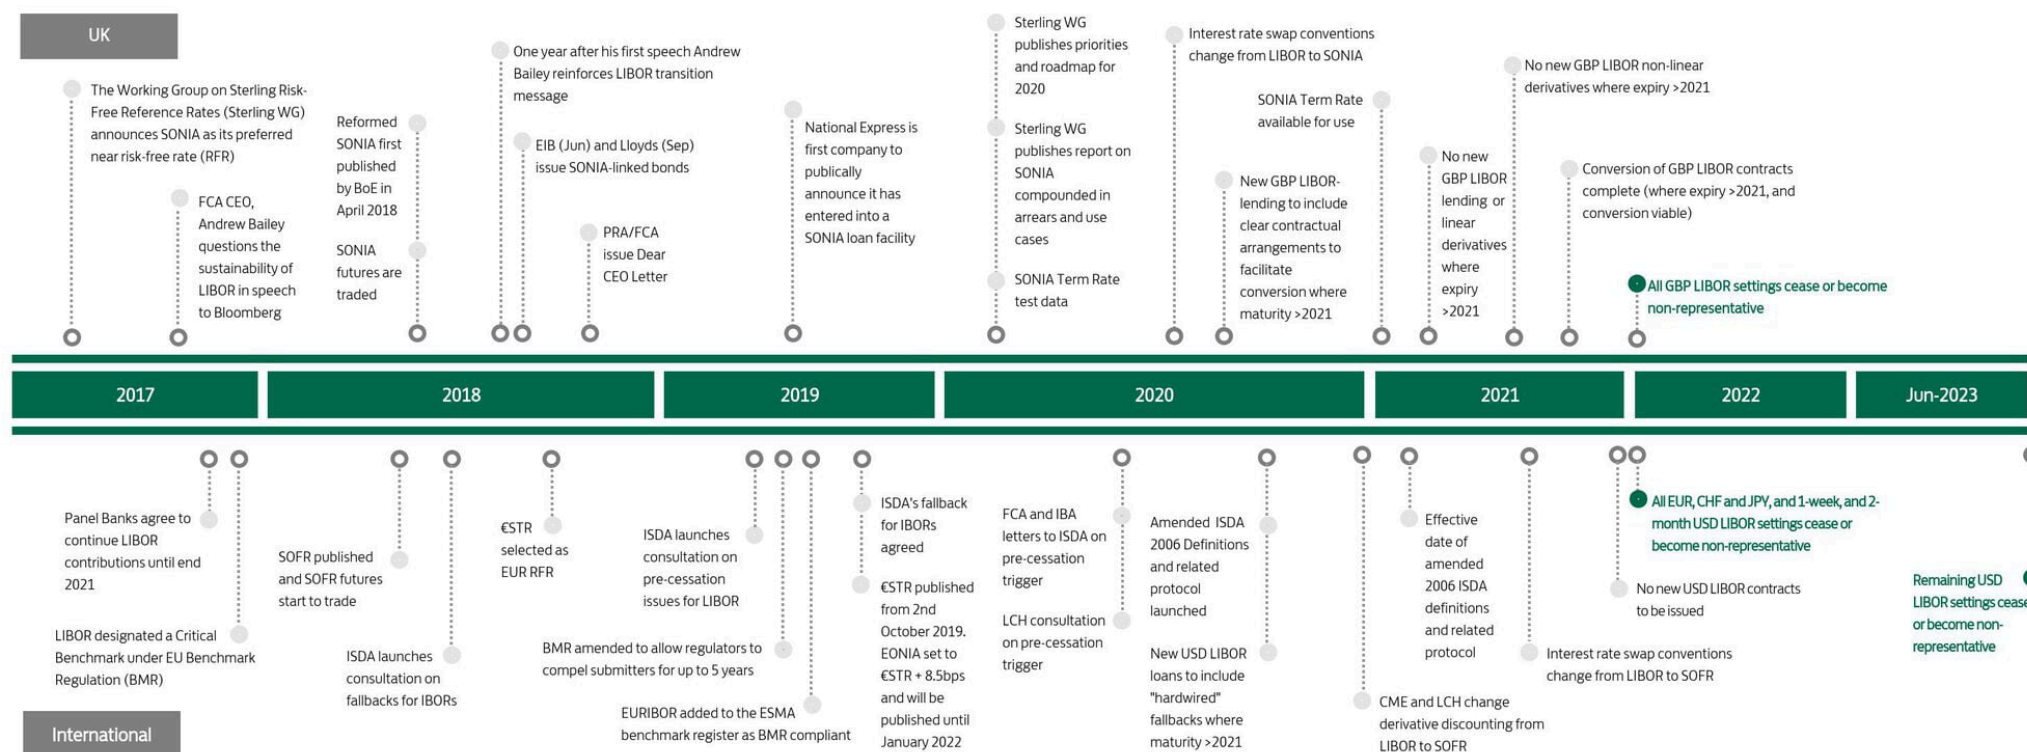 UK
The Working Group on Sterling Risk-
Free Reference Rates (Sterling WG)
announces SONIA as its preferred
near risk-free rate (RFR)
FCA CEO,
Andrew Bailey
questions the
sustainability of
LIBOR in speech
to Bloomberg
Reformed
SONIA first
published
by BoE in
April 2018
SONIA
futures are
traded
One year after his first speech Andrew
Bailey reinforces LIBOR transition
message
EIB (Jun) and Lloyds (Sep)
issue SONIA-linked bonds
PRA/FCA
issue Dear
CEO Letter
National Express is
first company to
publically
announce it has
entered into a
SONIA loan facility
Sterling WG
publishes priorities
and roadmap for
2020
Sterling WG
publishes report on
SONIA
compounded in
arrears and use
cases
SONIA Term Rate
test data
Interest rate swap conventions
change from LIBOR to SONIA
New GBP LIBOR-
lending to include
clear contractual
arrangements to
facilitate
conversion where
maturity >2021
SONIA Term Rate
available for use
No new
GBP LIBOR
lending or
linear
derivatives
where
expiry
>2021
No new GBP LIBOR non-linear
derivatives where expiry >2021
Conversion of GBP LIBOR contracts
complete (where expiry >2021, and
conversion viable)
All GBP LIBOR settings cease or become
non-representative
2017
2018
2019
2020
2021
2022
Jun-2023
Panel Banks agree to
continue LIBOR
contributions until end
2021
LIBOR designated a Critical
Benchmark under EU Benchmark
Regulation (BMR)
SOFR published
and SOFR futures
start to trade
ISDA launches
consultation on
fallbacks for IBORs
€STR
selected as
EUR RFR
ISDA launches
consultation on
pre-cessation
issues for LIBOR
BMR amended to allow regulators to
compel submitters for up to 5 years
EURIBOR added to the ESMA
benchmark register as BMR compliant
ISDA's fallback
for IBORs
agreed
€STR published
from 2nd
October 2019.
EONIA set to
€STR + 8.5bps
and will be
published until
January 2022
FCA and IBA
letters to ISDA on
pre-cessation
trigger
LCH consultation
on pre-cessation
trigger
Amended ISDA
2006 Definitions
and related
protocol
launched
New USD LIBOR
loans to include
"hardwired"
fallbacks where
maturity >2021
CME and LCH change
derivative discounting from
LIBOR to SOFR
Effective
date of
amended
2006 ISDA
definitions
and related
protocol
Interest rate swap conventions
change from LIBOR to SOFR
No new USD LIBOR contracts
to be issued
All EUR, CHF and JPY, and 1-week, and 2-
month USD LIBOR settings cease or
become non-representative
Remaining USD
LIBOR settings cease
or become non-
representative
International